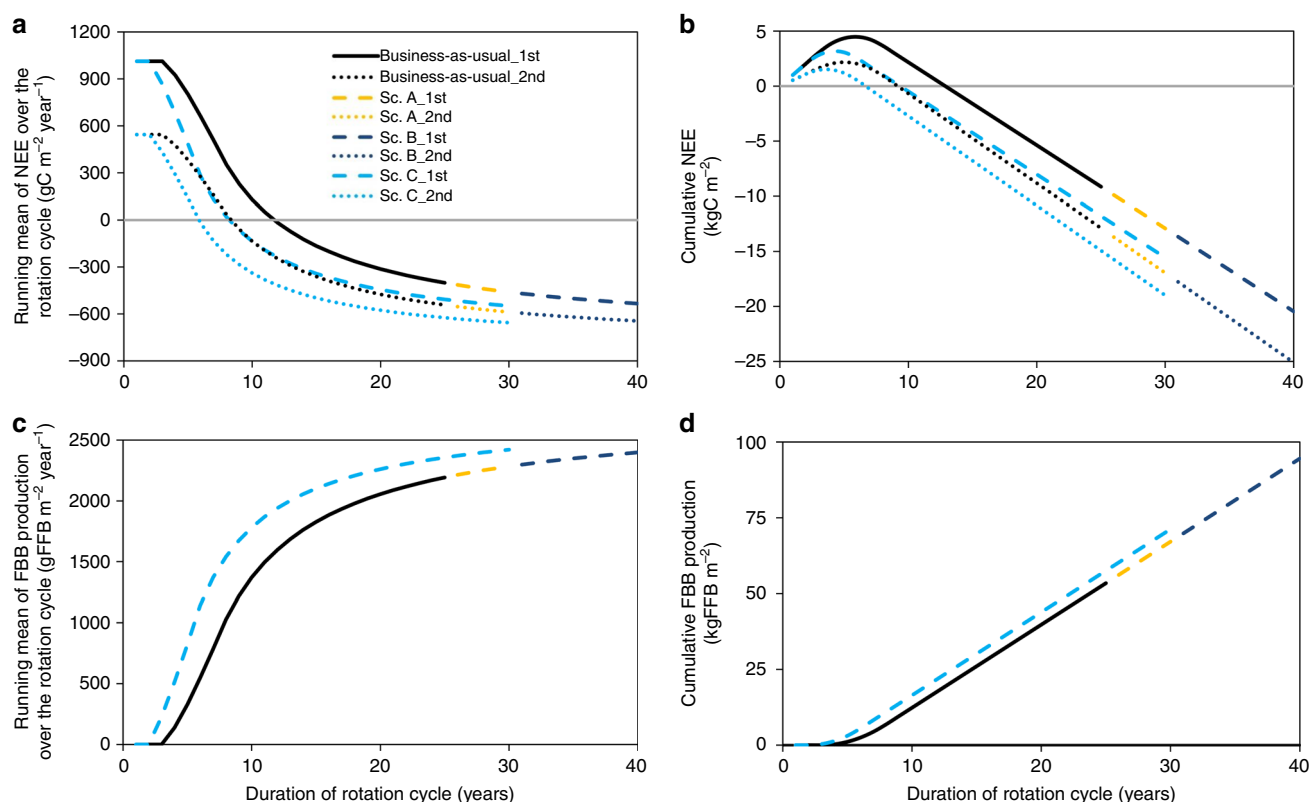 a
Running mean of NEE over the
rotation cycle (gC m⁻² year⁻¹)
1200
900
600
300
0
−300
−600
−900
0
10
20
30
40
Business-as-usual_1st
Business-as-usual_2nd
Sc. A_1st
Sc. A_2nd
Sc. B_1st
Sc. B_2nd
Sc. C_1st
Sc. C_2nd
b
Cumulative NEE
(kgC m⁻²)
5
0
−5
−10
−15
−20
−25
0
10
20
30
40
c
Running mean of FBB production
over the rotation cycle (gFFB m⁻² year⁻¹)
2500
2000
1500
1000
500
0
0
10
20
30
40
Duration of rotation cycle (years)
d
Cumulative FBB production
(kgFFB m⁻²)
100
75
50
25
0
0
10
20
30
40
Duration of rotation cycle (years)